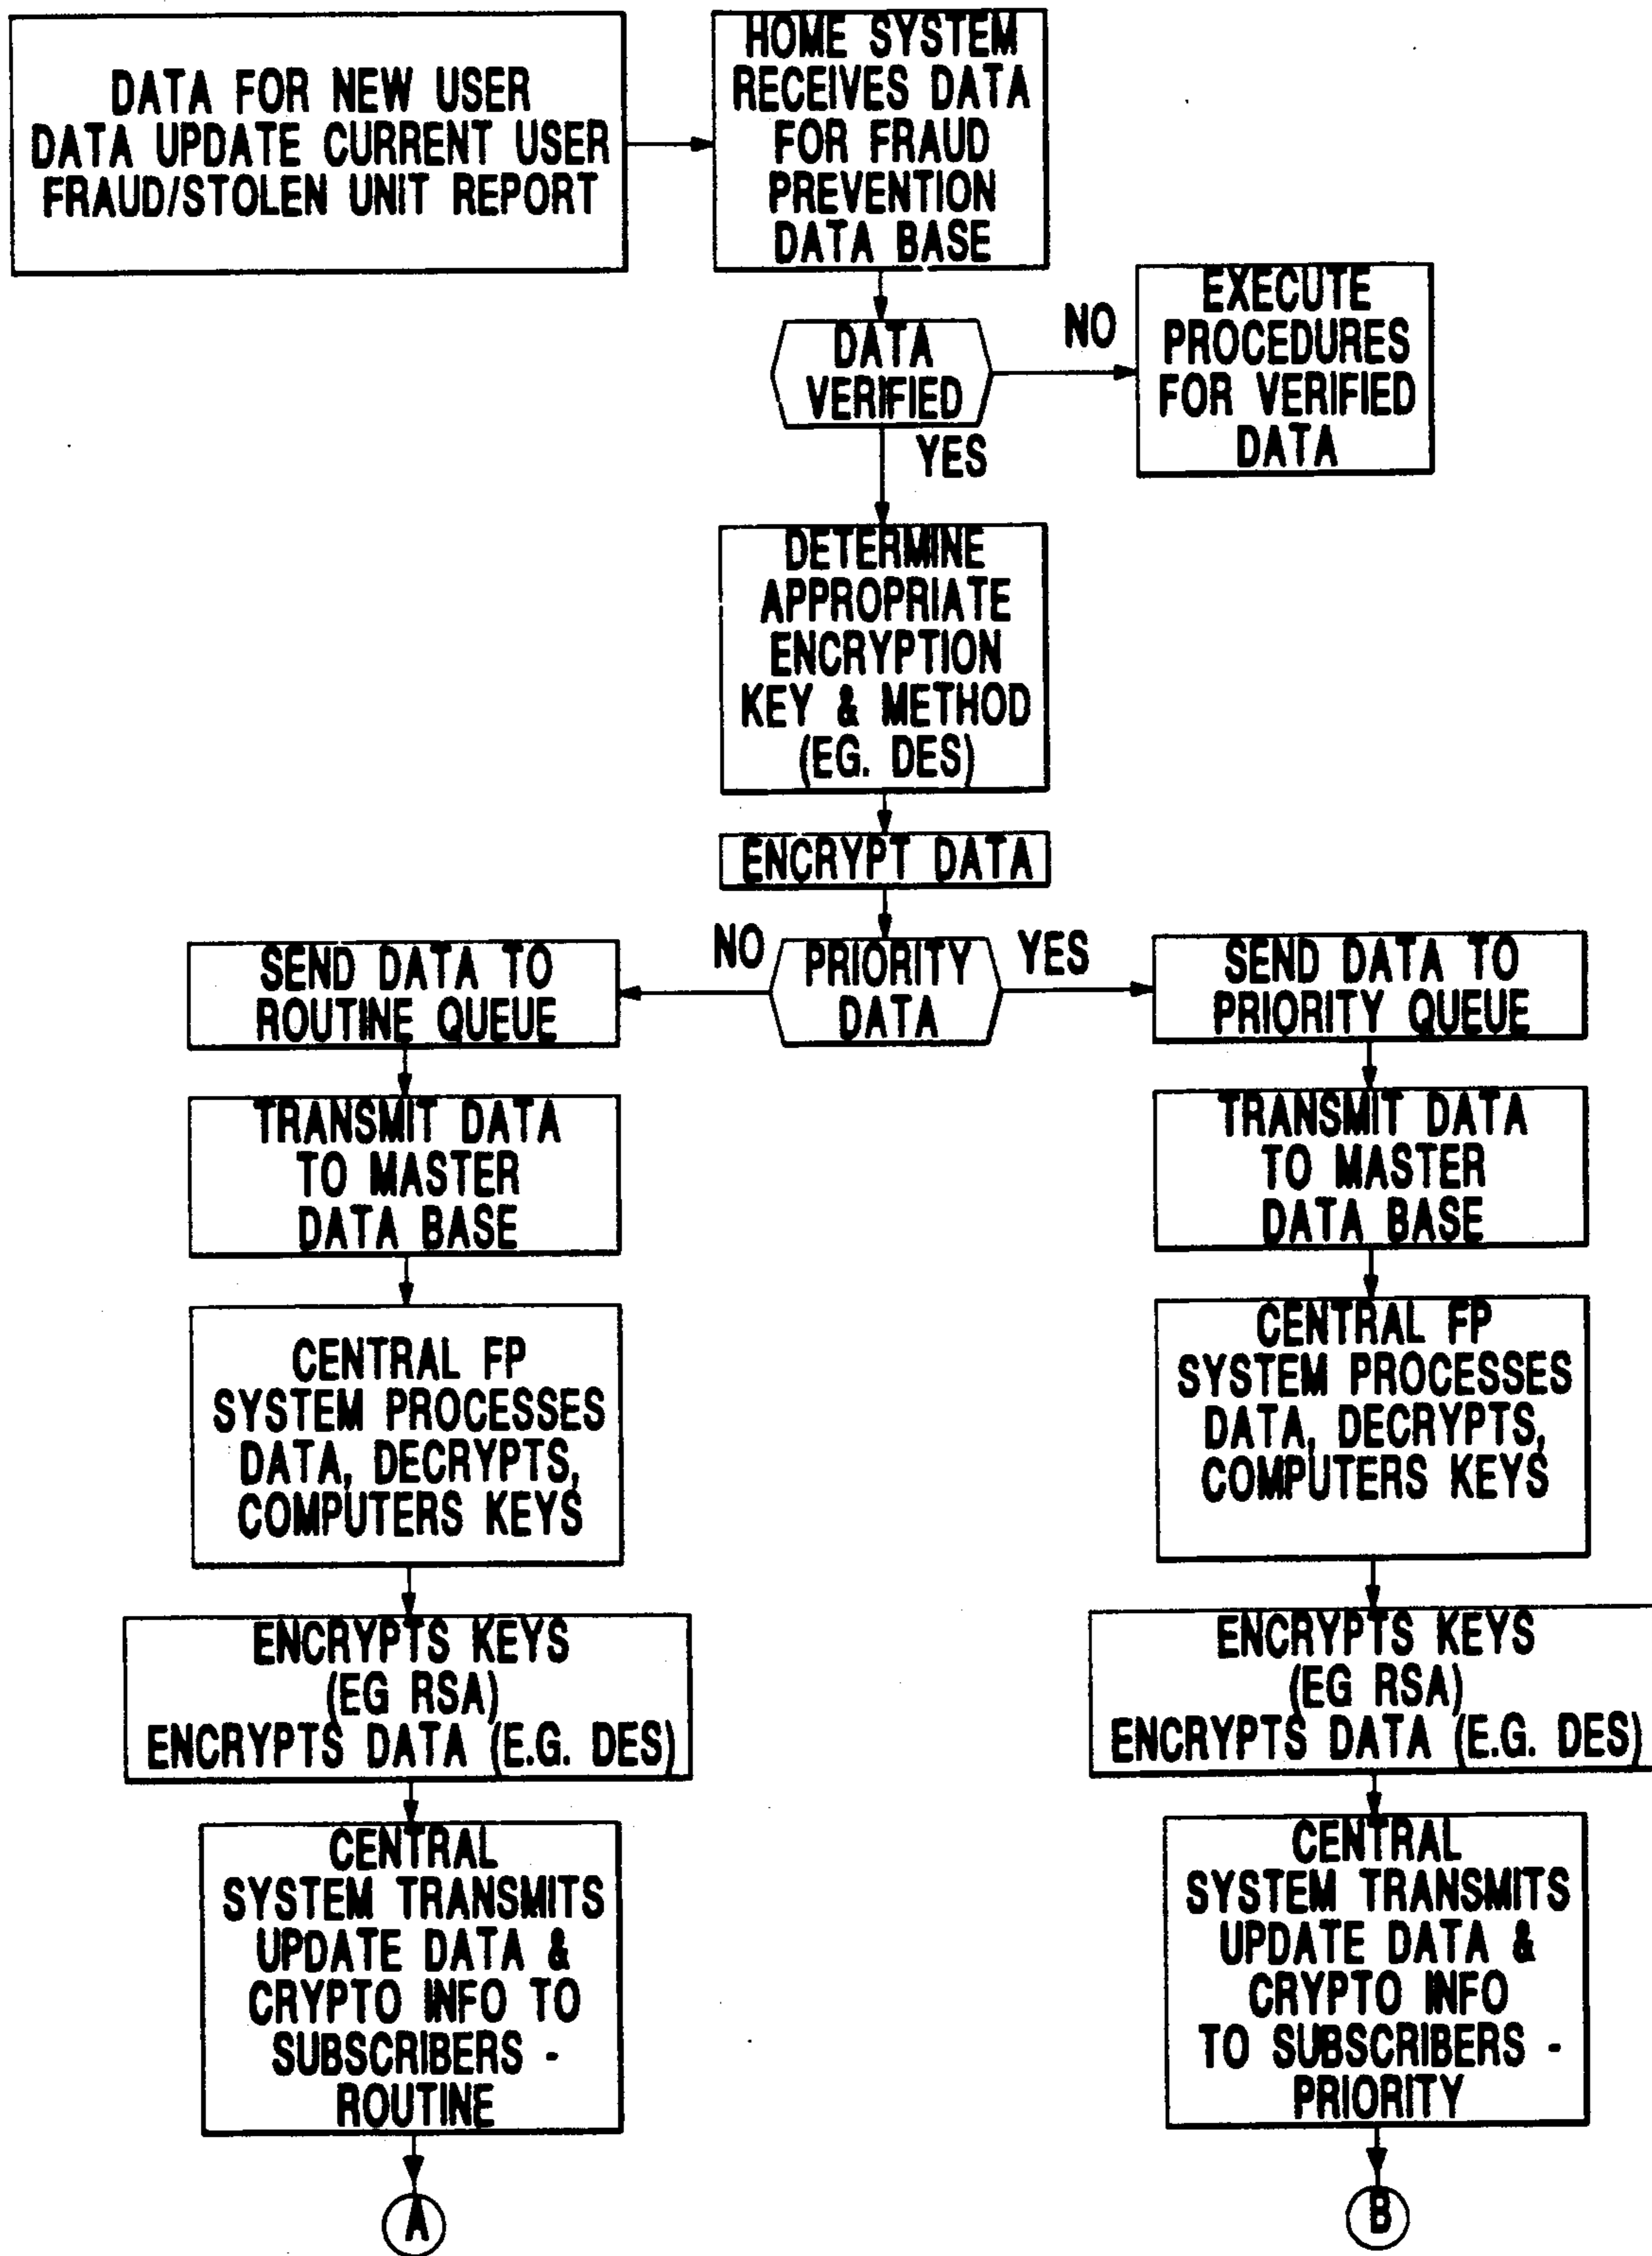 DATA FOR NEW USER
DATA UPDATE CURRENT USER
FRAUD/STOLEN UNIT REPORT
HOME SYSTEM
RECEIVES DATA
FOR FRAUD
PREVENTION
DATA BASE
DATA
VERIFIED
NO
EXECUTE
PROCEDURES
FOR VERIFIED
DATA
YES
DETERMINE
APPROPRIATE
ENCRYPTION
KEY & METHOD
(EG. DES)
ENCRYPT DATA
PRIORITY
DATA
NO
YES
SEND DATA TO
ROUTINE QUEUE
TRANSMIT DATA
TO MASTER
DATA BASE
CENTRAL FP
SYSTEM PROCESSES
DATA, DECRYPTS,
COMPUTERS KEYS
ENCRYPTS KEYS
(EG RSA)
ENCRYPTS DATA (E.G. DES)
CENTRAL
SYSTEM TRANSMITS
UPDATE DATA &
CRYPTO INFO TO
SUBSCRIBERS -
ROUTINE
A
SEND DATA TO
PRIORITY QUEUE
TRANSMIT DATA
TO MASTER
DATA BASE
CENTRAL FP
SYSTEM PROCESSES
DATA, DECRYPTS,
COMPUTERS KEYS
ENCRYPTS KEYS
(EG RSA)
ENCRYPTS DATA (E.G. DES)
CENTRAL
SYSTEM TRANSMITS
UPDATE DATA &
CRYPTO INFO
TO SUBSCRIBERS -
PRIORITY
B